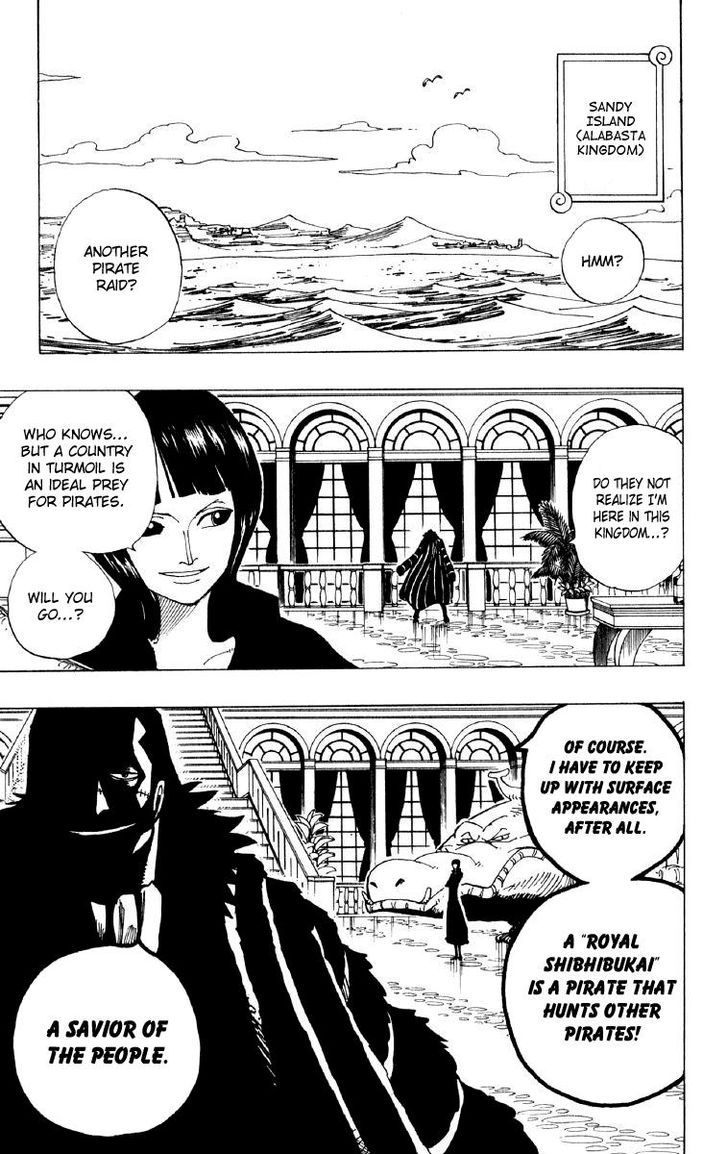 SANDY
ISLAND
(ALABASTA
KINGDOM)
HMM?
ANOTHER
PIRATE
RAID?
DO THEY NOT
REALIZE I'M
HERE IN THIS
KINGDOM...?
WHO KNOWS...
BUT A COUNTRY
IN TURMOIL IS
AN IDEAL PREY
FOR PIRATES.
WILL YOU
GO...?
OF COURSE.
I HAVE TO KEEP
UP WITH SURFACE
APPEARANCES,
AFTER ALL.
A "ROYAL
SHIBHIBUKAI"
IS A PIRATE THAT
HUNTS OTHER
PIRATES!
A SAVIOR OF
THE PEOPLE.